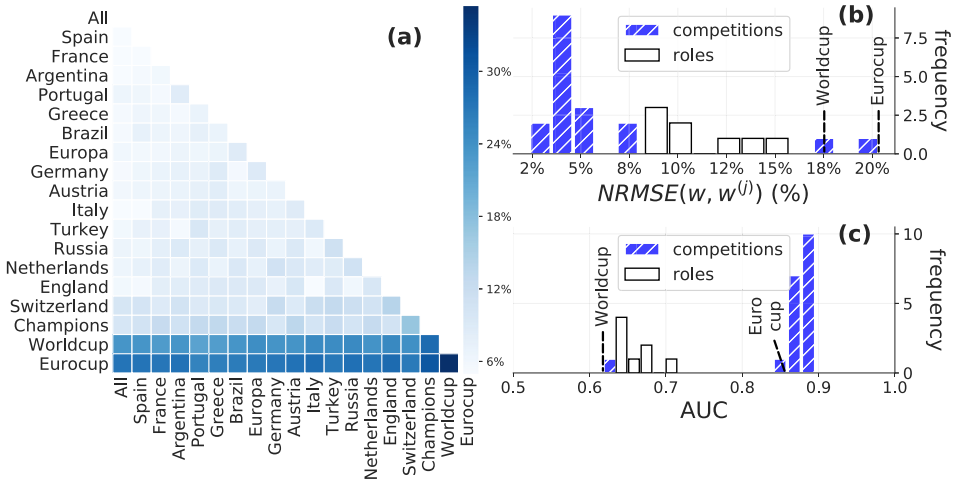 (a)
All
Spain
France
Argentina
Portugal
Greece
Brazil
Europa
Germany
Austria
Italy
Turkey
Russia
Netherlands
England
Switzerland
Champions
Worldcup
Eurocup
All
Spain
France
Argentina
Portugal
Greece
Brazil
Europa
Germany
Austria
Italy
Turkey
Russia
Netherlands
England
Switzerland
Champions
Worldcup
Eurocup
30%
24%
18%
12%
6%
(b)
competitions
roles
Worldcup
Eurocup
7.5
5.0
2.5
0.0
frequency
2%
5%
8%
10%
12%
15%
18%
20%
NRMSE(w, w^(j)) (%)
(c)
competitions
roles
Worldcup
Euro
cup
10
5
0
frequency
0.5
0.6
0.7
0.8
0.9
1.0
AUC